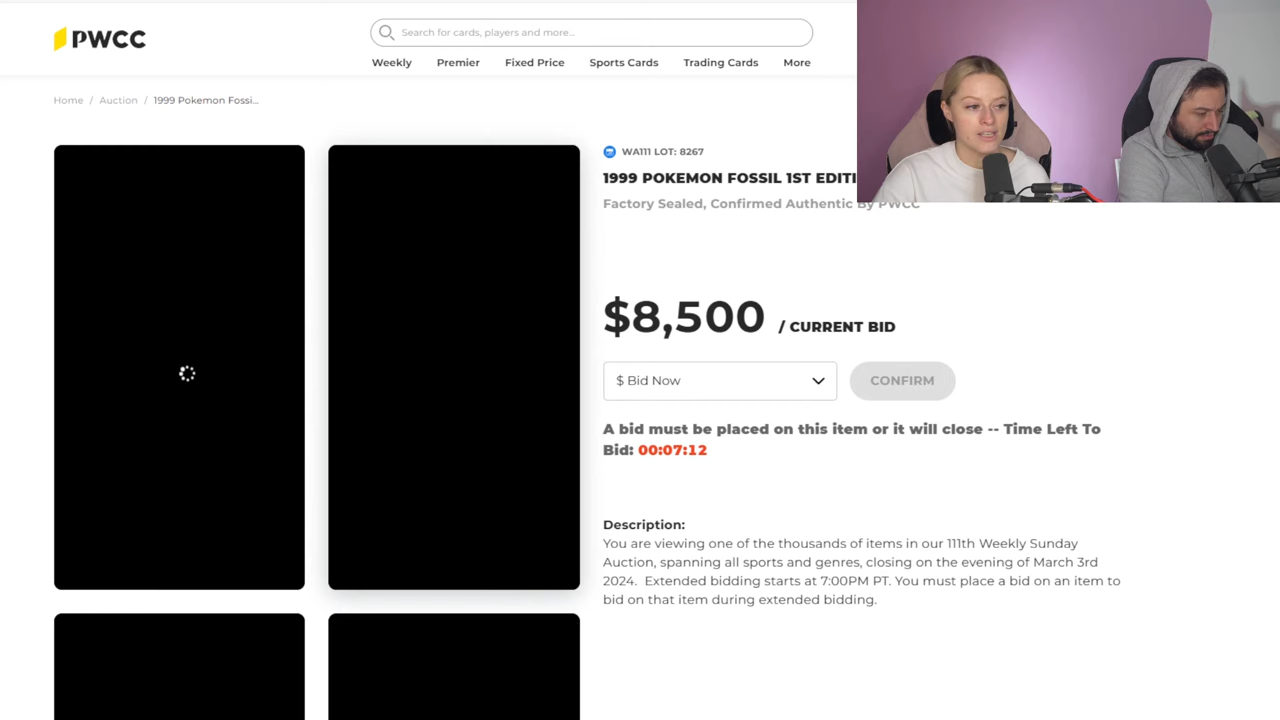 PWCC
Search for cards, players and more...
Weekly Premier Fixed Price Sports Cards Trading Cards More
Home / Auction / 1999 Pokemon Fossi...
WA111 LOT: 8267
1999 POKEMON FOSSIL 1ST EDITI
Factory Sealed, Confirmed Authentic By PWCC
$8,500 / CURRENT BID
$ Bid Now CONFIRM
A bid must be placed on this item or it will close -- Time Left To
Bid: 00:07:12
Description:
You are viewing one of the thousands of items in our 111th Weekly Sunday
Auction, spanning all sports and genres, closing on the evening of March 3rd
2024. Extended bidding starts at 7:00PM PT. You must place a bid on an item to
bid on that item during extended bidding.